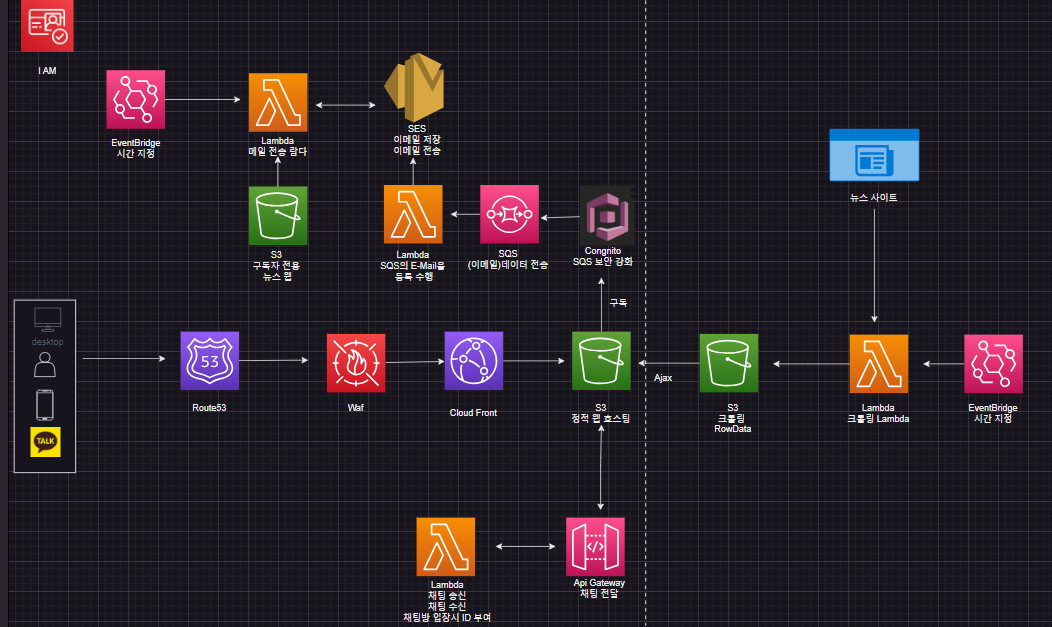 I AM
EventBridge
시간 지정
Lambda
메일 전송 람다
SES
이메일 저장
이메일 전송
S3
구독자 전용
뉴스 웹
Lambda
SQS의 E-Mail을
등록 수행
SQS
(이메일)데이터 전송
Congnito
SQS 보안 강화
뉴스 사이트
구독
desktop
TALK
53
Route53
Waf
Cloud Front
S3
정적 웹 호스팅
Ajax
S3
크롤링
RowData
Lambda
크롤링 Lambda
EventBridge
시간 지정
Lambda
채팅 송신
채팅 수신
채팅방 입장시 ID 부여
</>
Api Gateway
채팅 전달